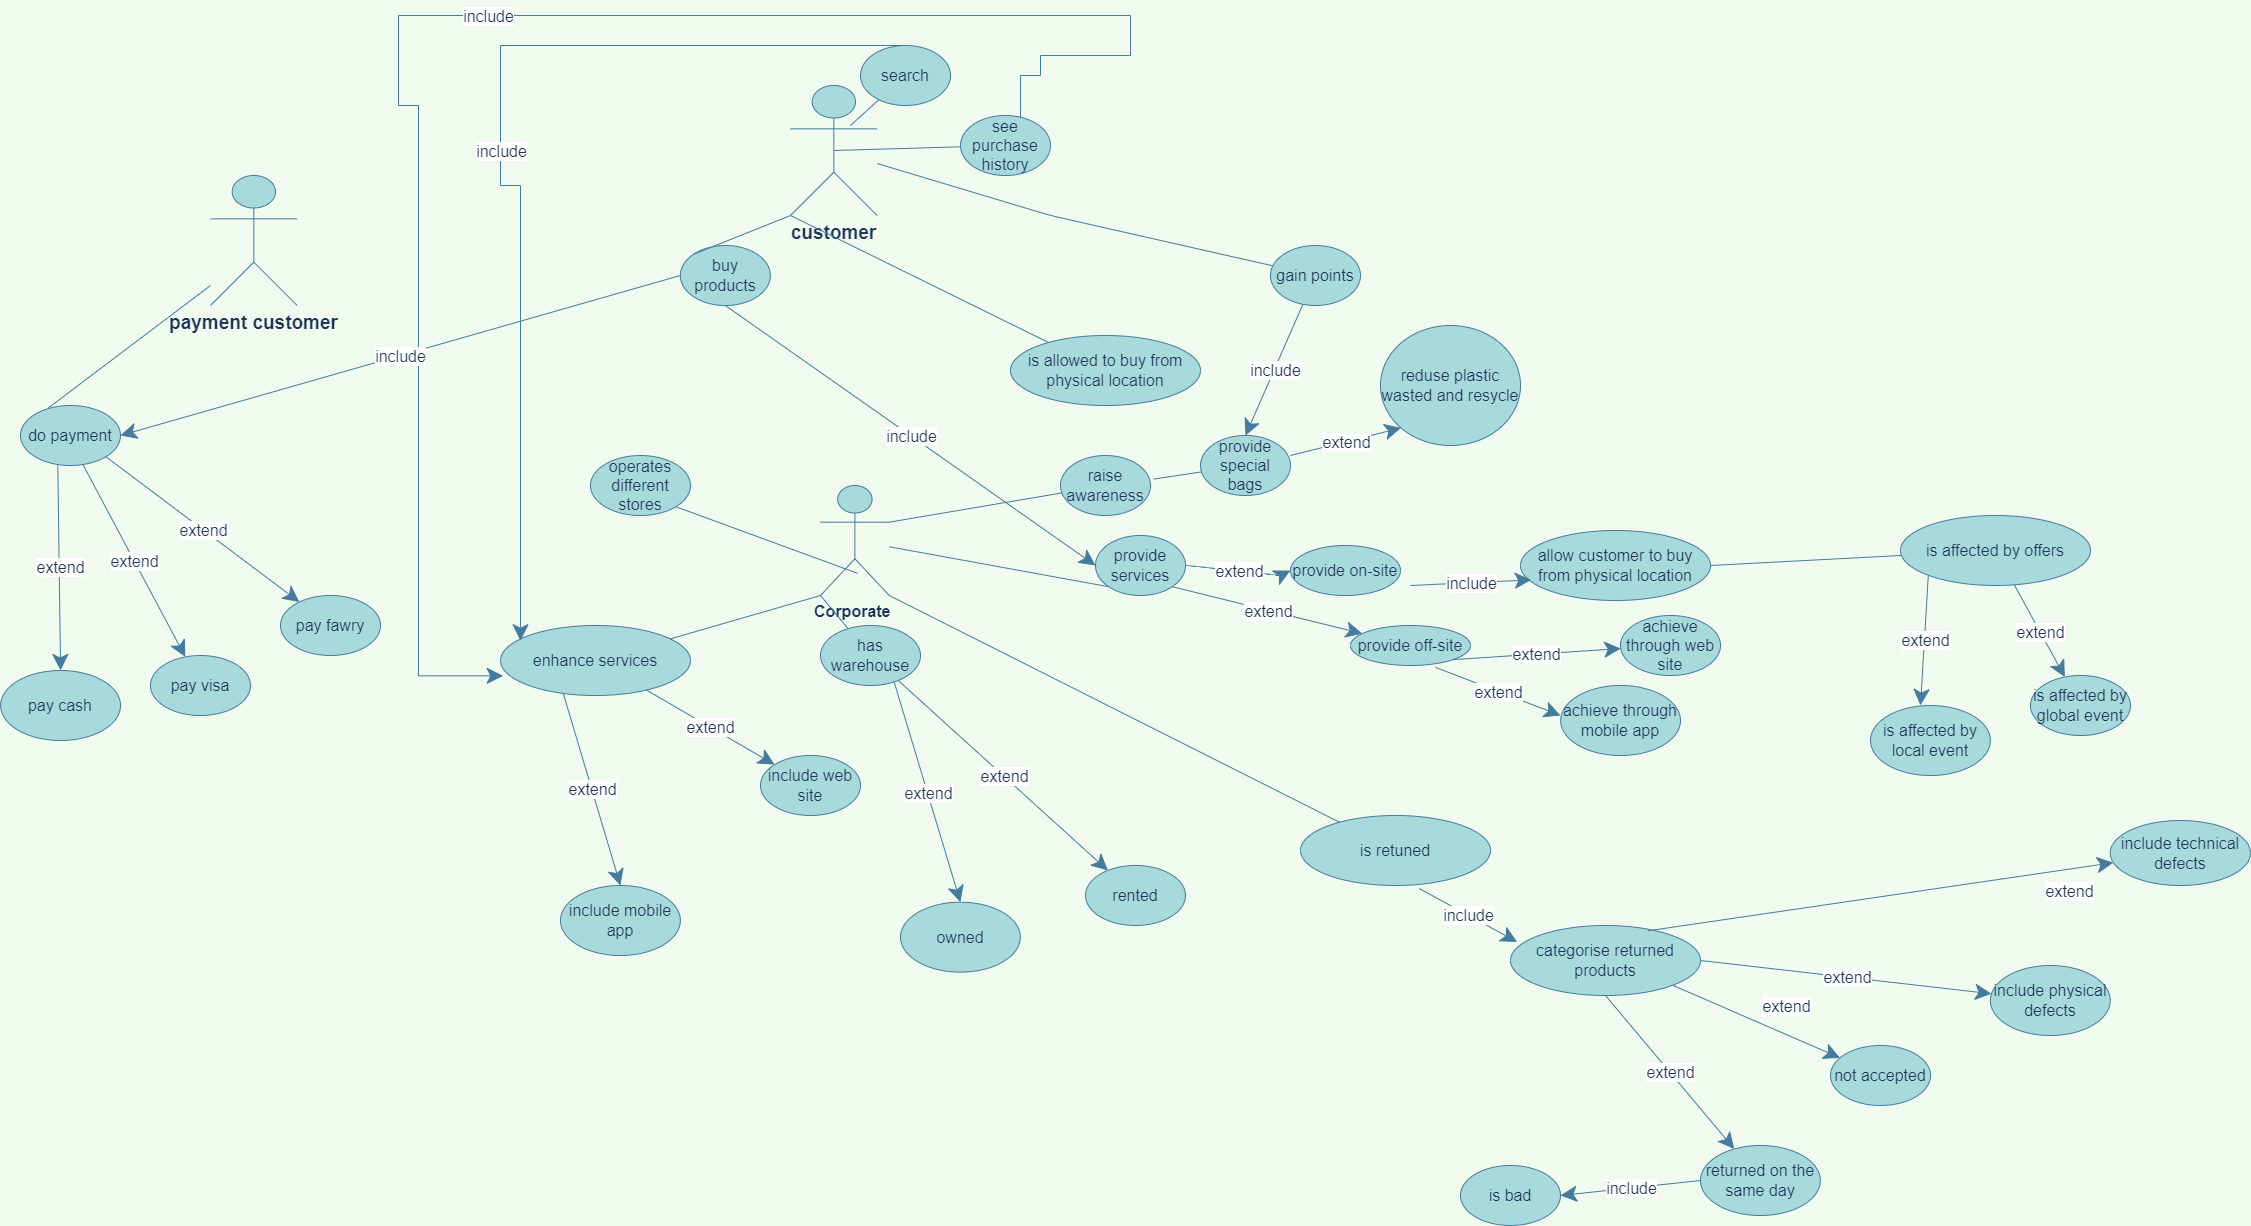 include
search
see
purchase
history
include
customer
buy
products
gain points
payment customer
include
is allowed to buy from
physical location
include
reduse plastic
wasted and resycle
do payment
include
extend
provide
special
bags
operates
different
stores
raise
awareness
extend
extend
extend
provide
services
extend
provide on-site
allow customer to buy
from physical location
include
is affected by offers
Corporate
extend
pay fawry
enhance services
has
warehouse
provide off-site
extend
achieve
through web
site
extend
extend
pay cash
pay visa
extend
achieve through
mobile app
is affected by
global event
is affected by
local event
extend
extend
include web
site
extend
extend
include mobile
app
owned
rented
is retuned
include
include technical
defects
extend
categorise returned
products
extend
include physical
defects
extend
not accepted
extend
returned on the
same day
include
is bad